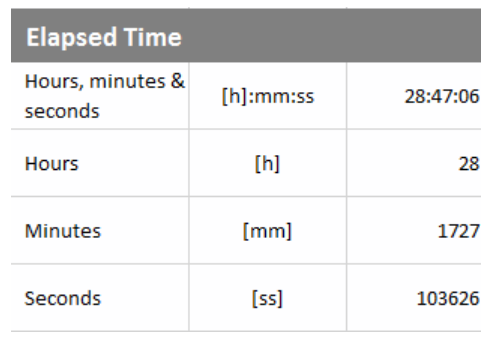 Elapsed Time
Hours, minutes &
seconds
[h]:mm:ss
28:47:06
Hours
[h]
28
Minutes
[mm]
1727
Seconds
[ss]
103626